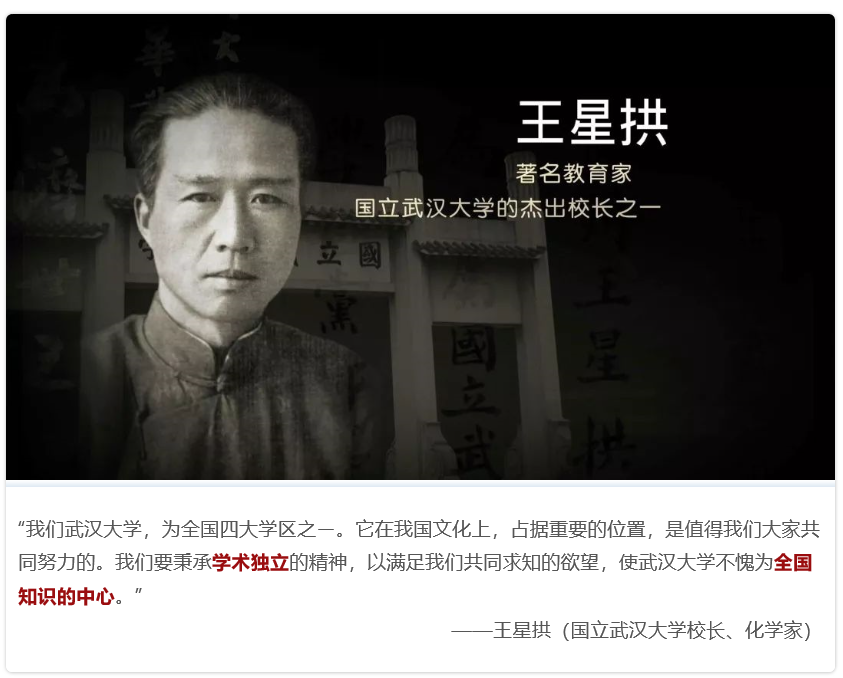 王星拱
著名教育家
国立武汉大学的杰出校长之一
立國
國立武
王星拱
“我们武汉大学，为全国四大学区之一。它在我国文化上，占据重要的位置，是值得我们大家共
同努力的。我们要秉承学术独立的精神，以满足我们共同求知的欲望，使武汉大学不愧为全国
知识的中心。”
——王星拱（国立武汉大学校长、化学家）